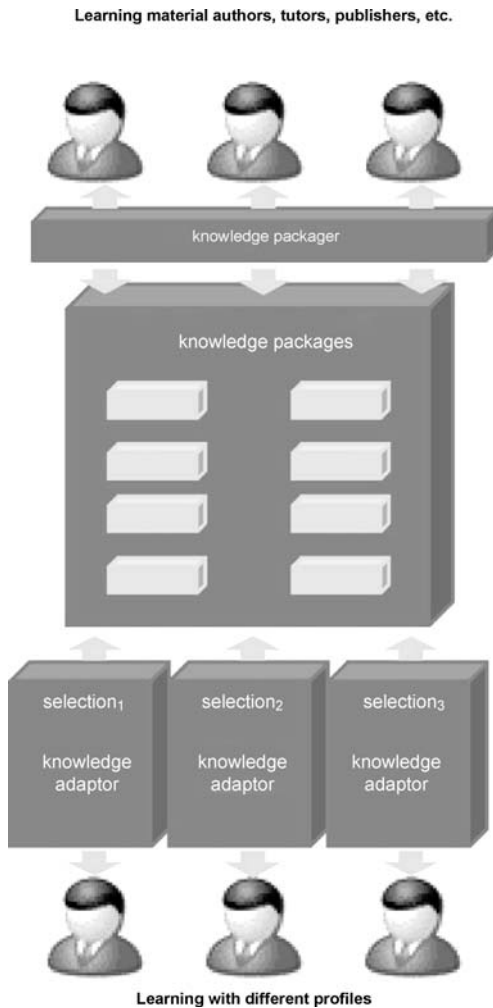 Learning material authors, tutors, publishers, etc.
knowledge packager
knowledge packages
selection₁
selection₂
selection₃
knowledge
adaptor
knowledge
adaptor
knowledge
adaptor
Learning with different profiles